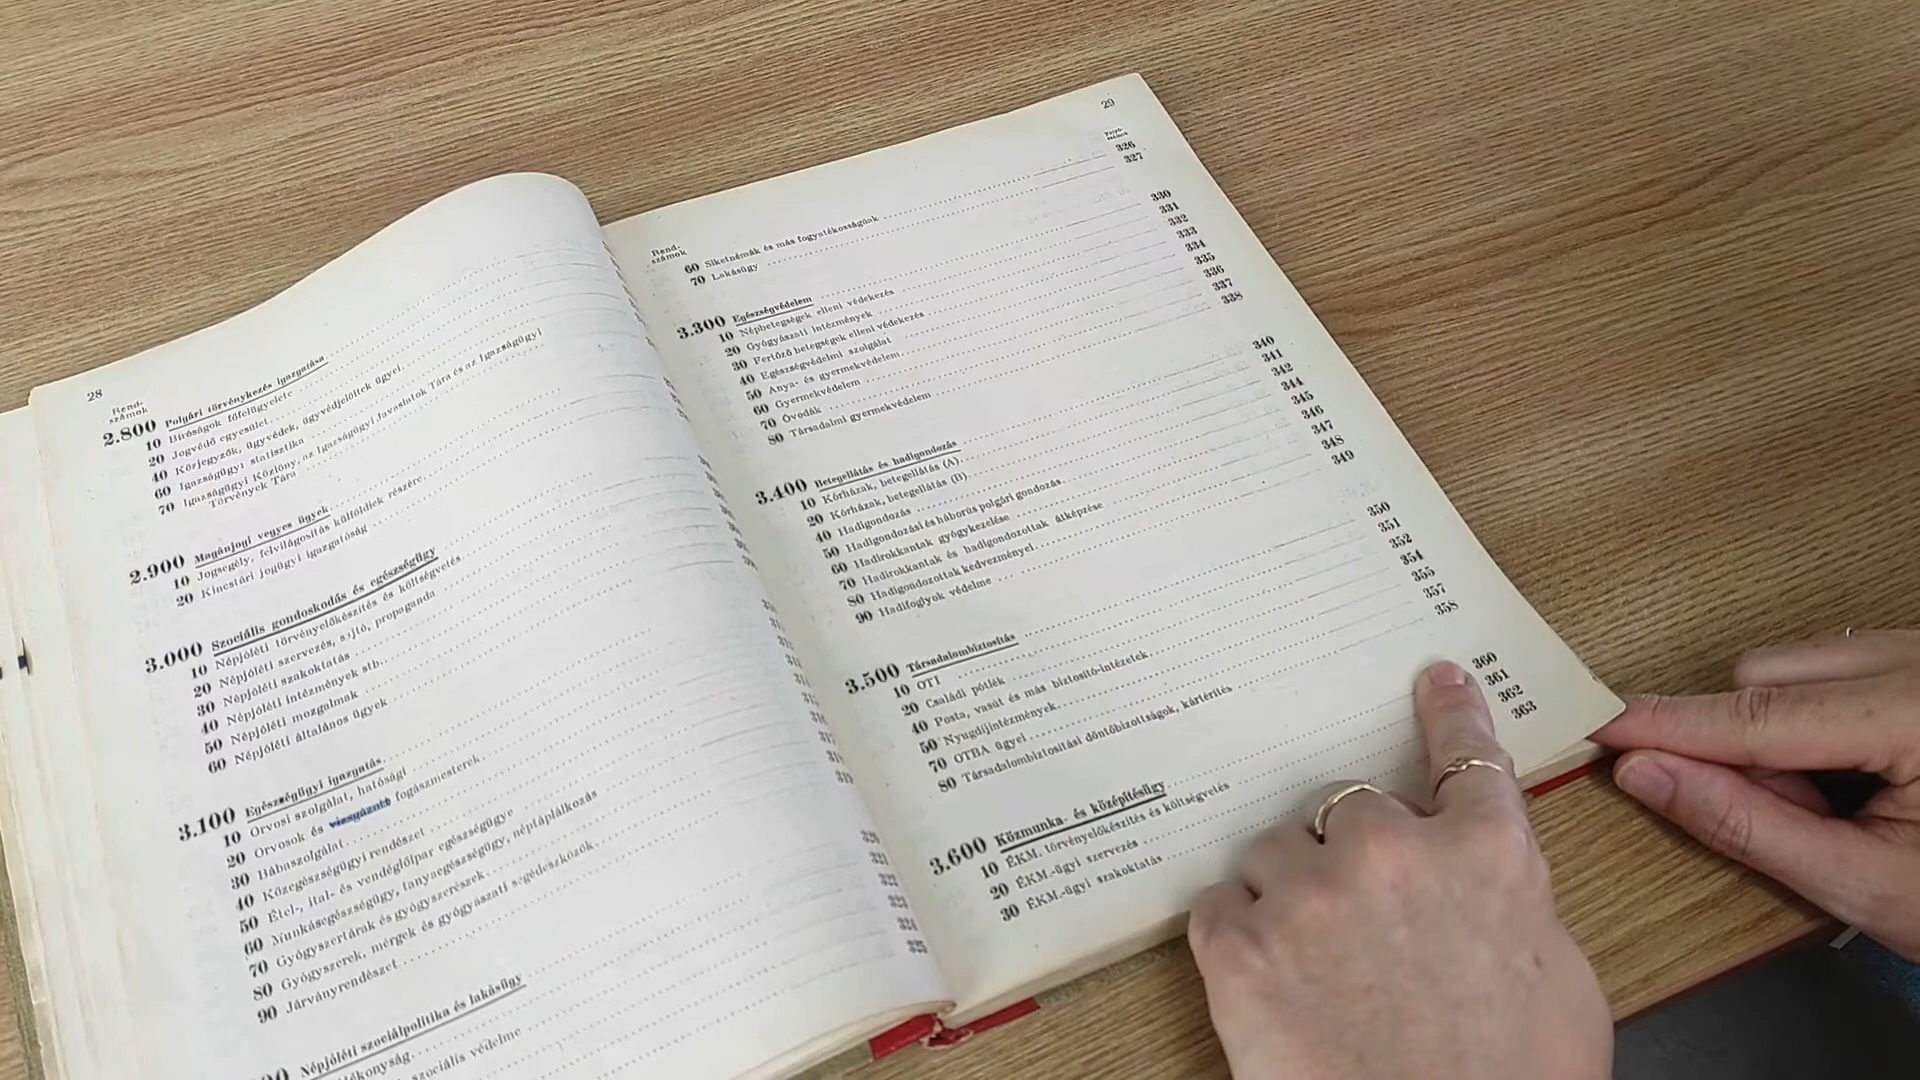 28
Rend-
számok
2.800 Polgári törvénykezés igazgatása
10 Bíróságok főfelügyelete
20 Jogvédő egyesület
40 Közjegyzők, ügyvédek, ügyvédjelöltek ügyei
60 Igazságügyi statisztika
70 Igazságügyi Közlöny, az Igazságügyi Javaslatok Tára és az Igazságügyi
Törvények Tára
2.900 Magánjogi vegyes ügyek
10 Jogsegély, felvilágosítás külföldiek részére
20 Kincstári jogügyi igazgatóság
3.000 Szociális gondoskodás és egészségügy
10 Népjóléti törvényelőkészítés és költségvetés
20 Népjóléti szervezés, sajtó, propaganda
30 Népjóléti szakoktatás
40 Népjóléti intézmények stb.
50 Népjóléti mozgalmak
60 Népjóléti általános ügyek
3.100 Egészségügyi igazgatás
10 Orvosi szolgálat, hatósági
20 Orvosok és vizsgázott fogászmesterek
30 Bábaszolgálat
40 Közegészségügyi rendészet
50 Étel-, ital- és vendéglőipar egészségügye
60 Munkásegészségügy, tanyaegészségügy, néptáplálkozás
70 Gyógyszertárak és gyógyszerészek
80 Gyógyszerek, mérgek és gyógyászati segédeszközök
90 Járványrendészet
Népjóléti szociálpolitika és lakásügy
szociális védelme
320
321
322
323
324
325
29
Rend-
számok
Folyó-
számok
60 Siketnémák és más fogyatékosságúak 326
70 Lakásügy 327
3.300 Egészségvédelem 330
10 Népbetegségek elleni védekezés 331
20 Gyógyászati intézmények 332
30 Fertőző betegségek elleni védekezés 333
40 Egészségvédelmi szolgálat 334
50 Anya- és gyermekvédelem 335
60 Gyermekvédelem 336
70 Óvodák 337
80 Társadalmi gyermekvédelem 338
3.400 Betegellátás és hadigondozás 340
10 Kórházak, betegellátás (A) 341
20 Kórházak, betegellátás (B) 342
40 Hadigondozás 344
50 Hadigondozási és háborús polgári gondozás 345
60 Hadirokkantak gyógykezelése 346
70 Hadirokkantak és hadigondozottak átképzése 347
80 Hadigondozottak kedvezményei 348
90 Hadifoglyok védelme 349
3.500 Társadalombiztosítás 350
10 OTI 351
20 Családi pótlék 352
40 Posta, vasút és más biztosító-intézetek 354
50 Nyugdíjintézmények 355
70 OTBA ügyei 357
80 Társadalombiztosítási döntőbizottságok, kártérítés 358
3.600 Közmunka- és középítésügy 360
10 ÉKM. törvényelőkészítés és költségvetés 361
20 ÉKM.-ügyi szervezés 362
30 ÉKM.-ügyi szakoktatás 363